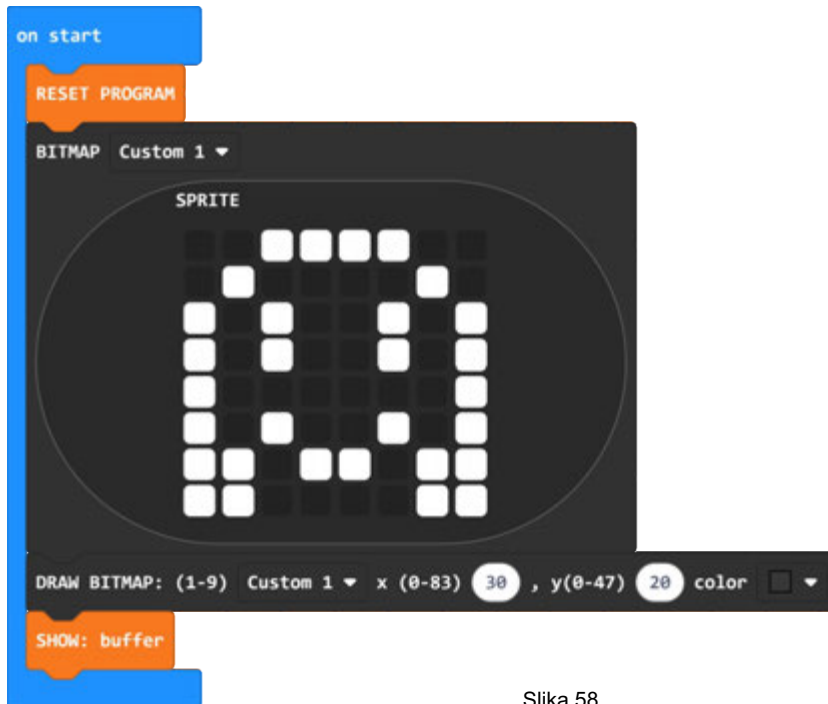 on start
RESET PROGRAM
BITMAP Custom 1
SPRITE
DRAW BITMAP: (1-9) Custom 1 x (0-83) 30 , y(0-47) 20 color
SHOW: buffer
Slika 58